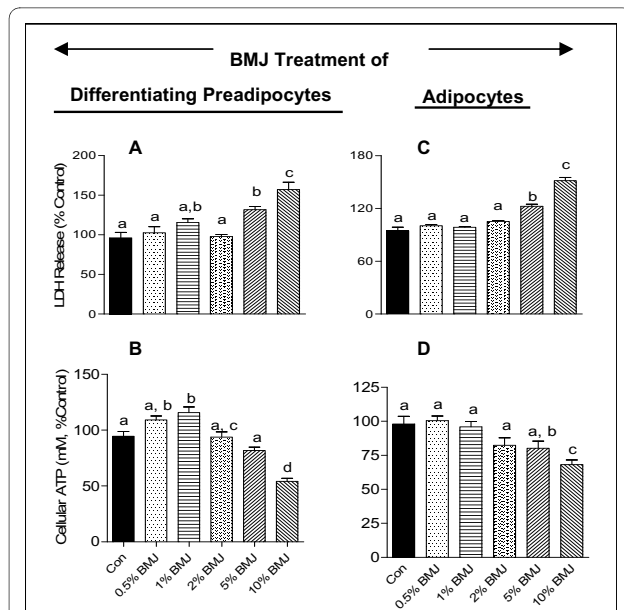 BMJ Treatment of
Differentiating Preadipocytes
Adipocytes
A
LDH Release (% Control)
200
150
100
50
0
a
a
a,b
a
b
c
C
180
120
60
0
a
a
a
a
b
c
B
Cellular ATP (mM, %Control)
150
100
50
0
a
a, b
b
a, c
a
d
Con
0.5% BMJ
1% BMJ
2% BMJ
5% BMJ
10% BMJ
D
125
100
75
50
25
0
a
a
a
a
a, b
c
Con
0.5% BMJ
1% BMJ
2% BMJ
5% BMJ
10% BMJ